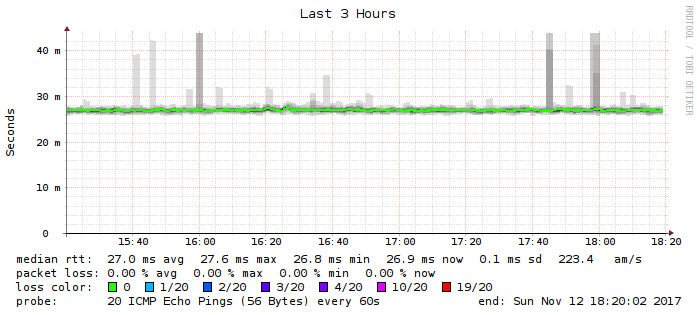 Last 3 Hours
RRDTOOL / TOBI OETIKER
Seconds
40 m
30 m
20 m
10 m
0
15:40 16:00 16:20 16:40 17:00 17:20 17:40 18:00 18:20
median rtt: 27.0 ms avg 27.6 ms max 26.8 ms min 26.9 ms now 0.1 ms sd 223.4 am/s
packet loss: 0.00 % avg 0.00 % max 0.00 % min 0.00 % now
loss color: 0 1/20 2/20 3/20 4/20 10/20 19/20
probe: 20 ICMP Echo Pings (56 Bytes) every 60s end: Sun Nov 12 18:20:02 2017